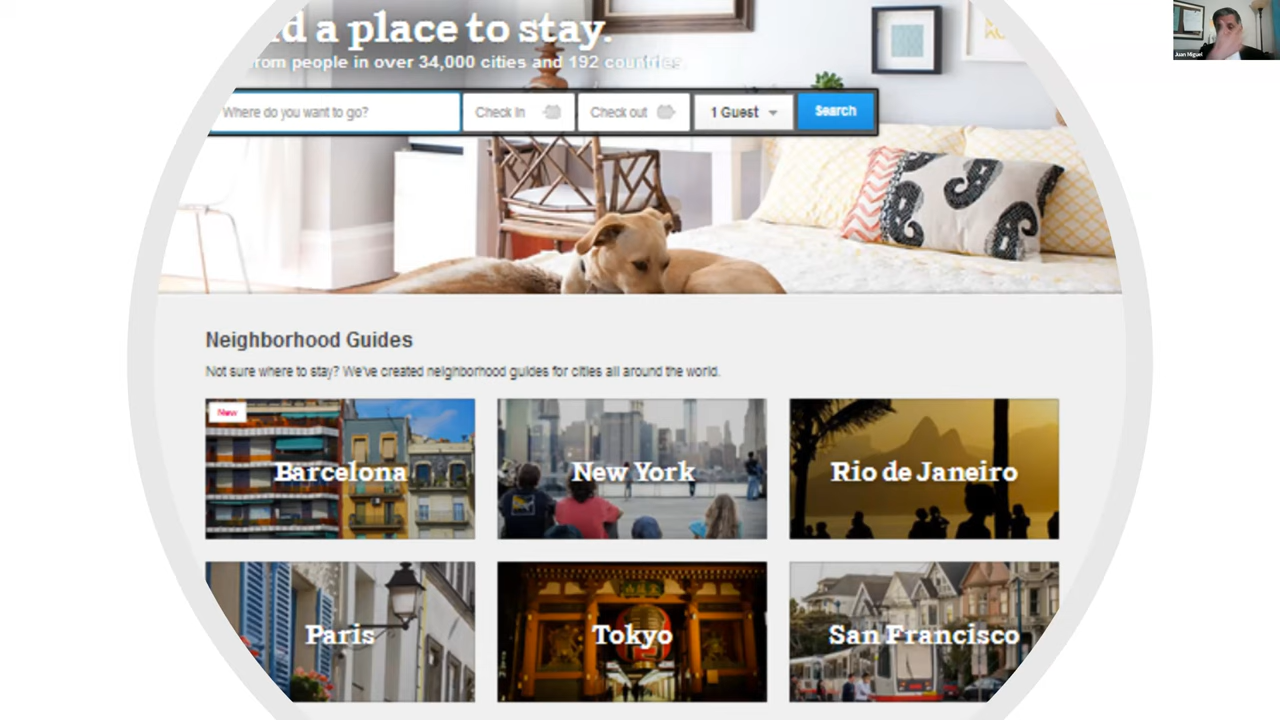 d a place to stay.
from people in over 34,000 cities and 192 countries
Where do you want to go?
Check in
Check out
1 Guest
Search
Neighborhood Guides
Not sure where to stay? We've created neighborhood guides for cities all around the world.
New
Barcelona
New York
Rio de Janeiro
Paris
Tokyo
San Francisco
Juan Miguel